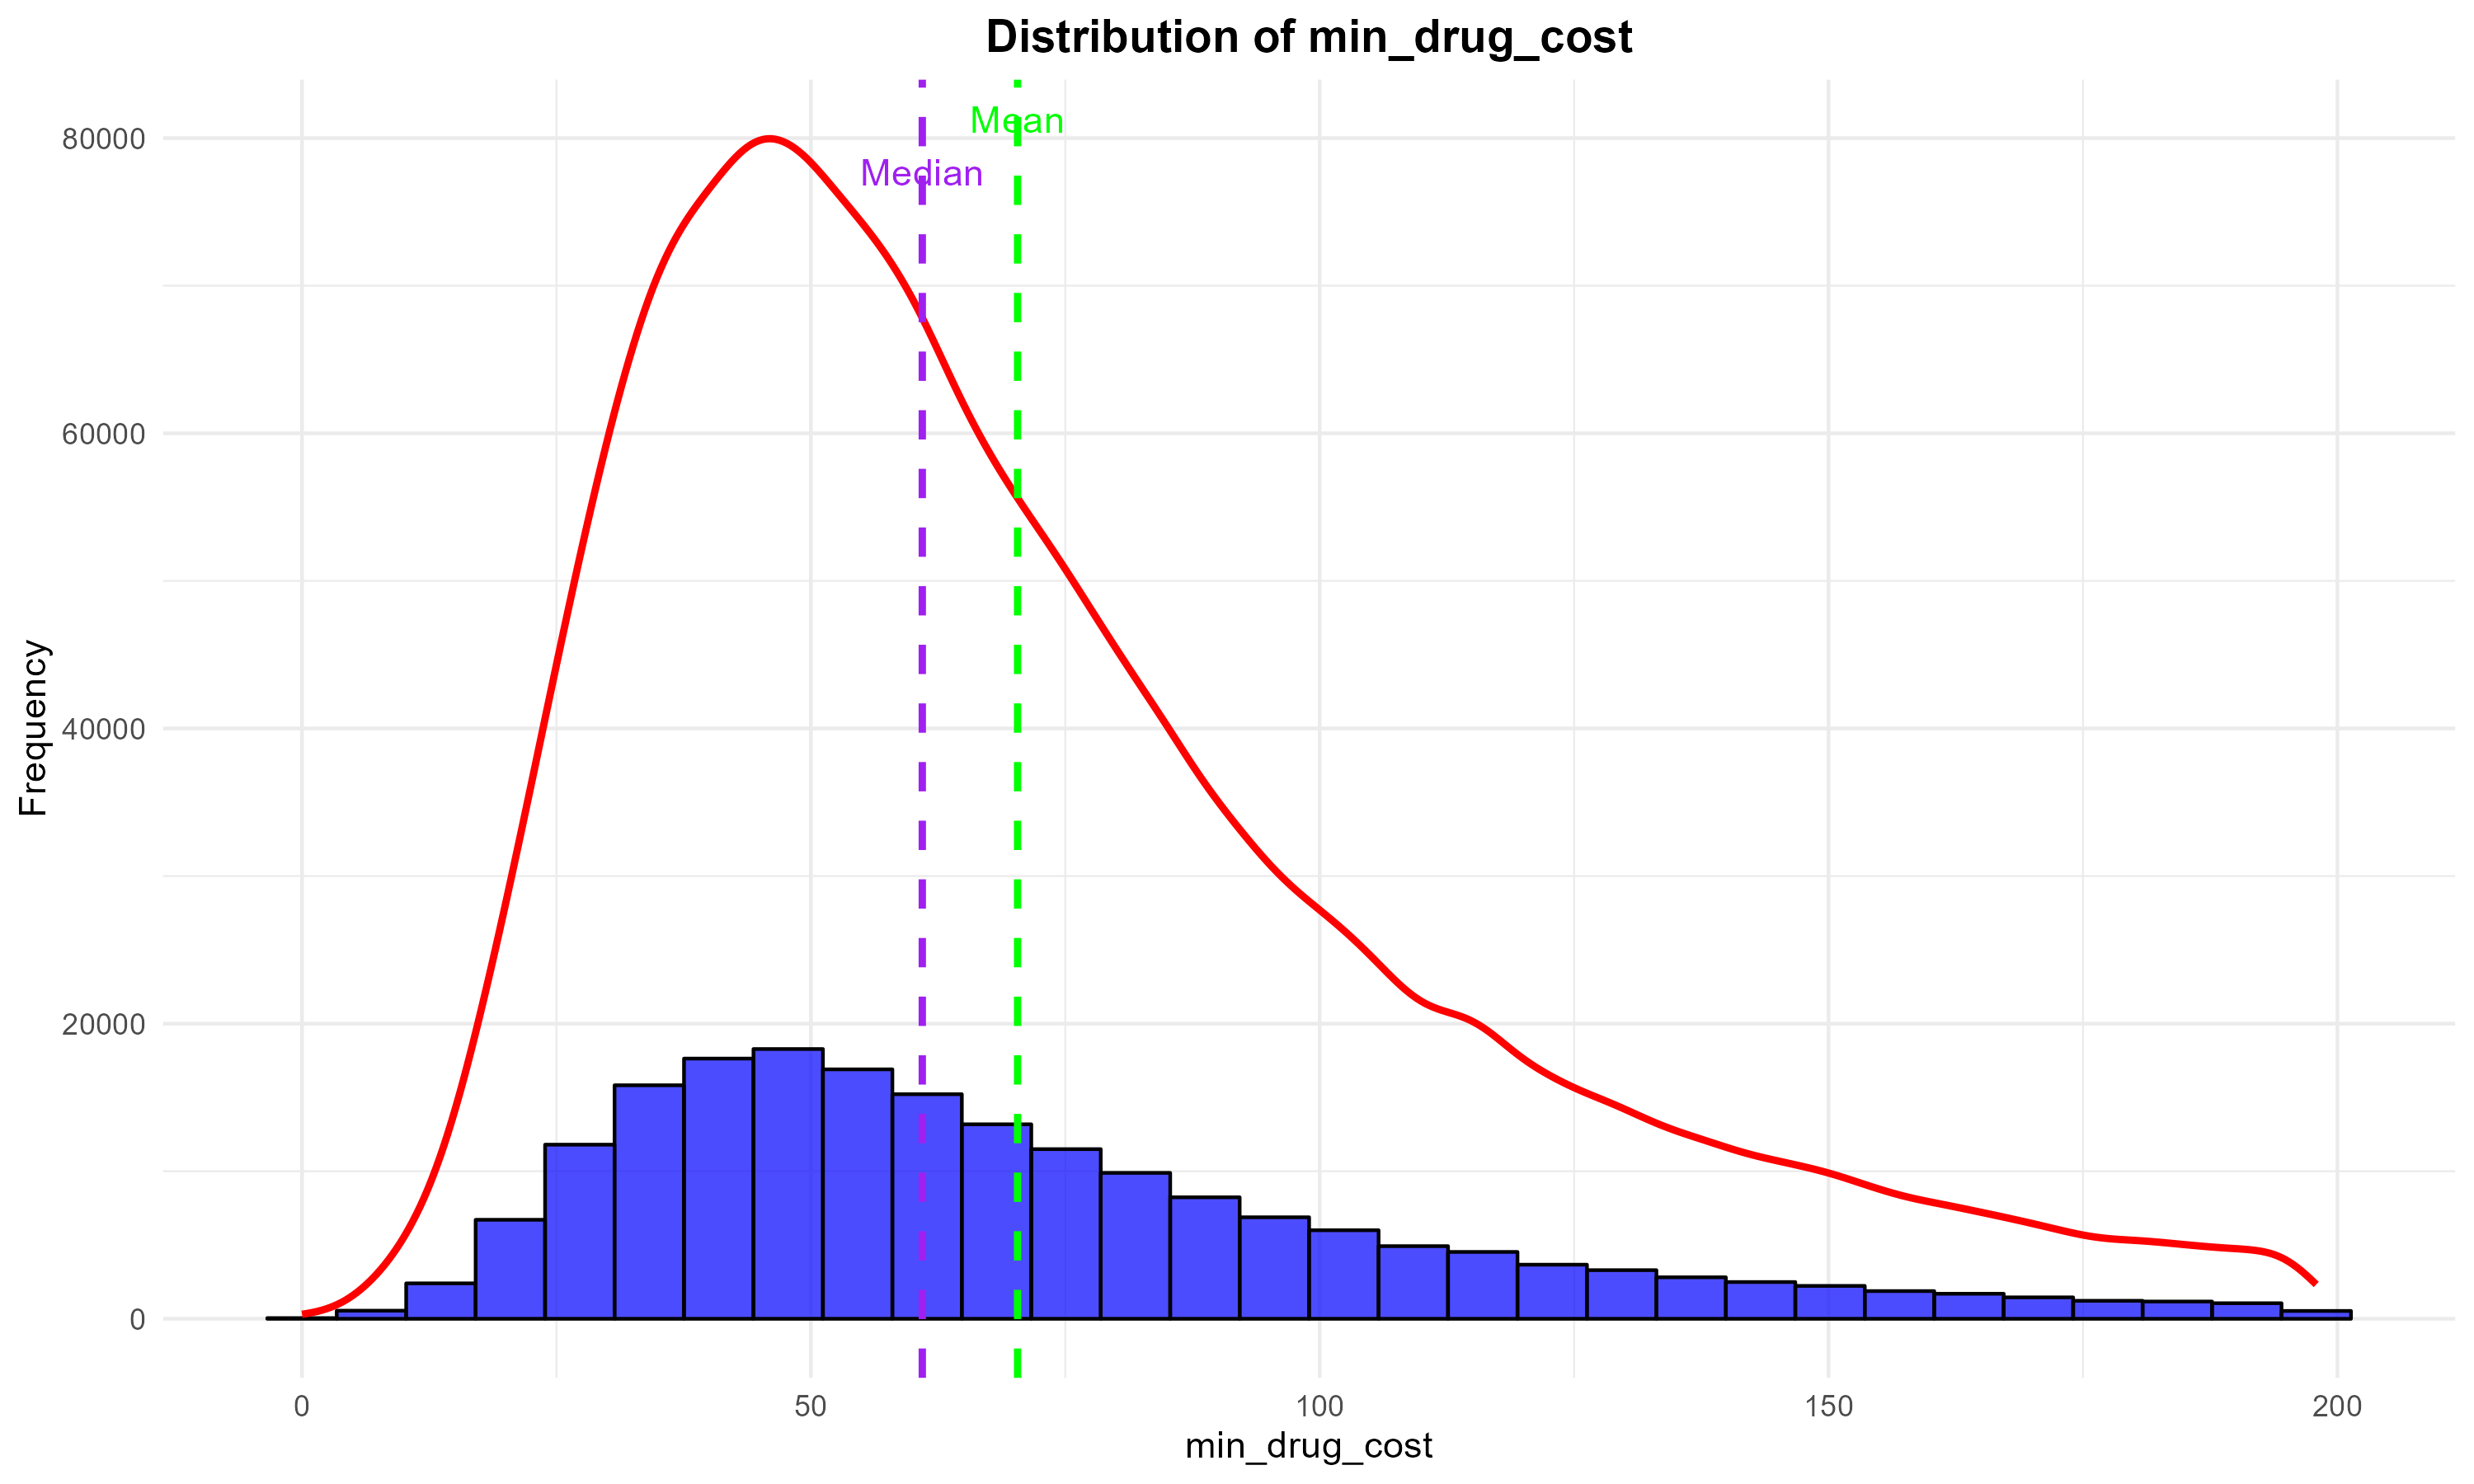 Distribution of min_drug_cost
Mean
Median
80000
60000
40000
20000
0
Frequency
0 50 100 150 200
min_drug_cost